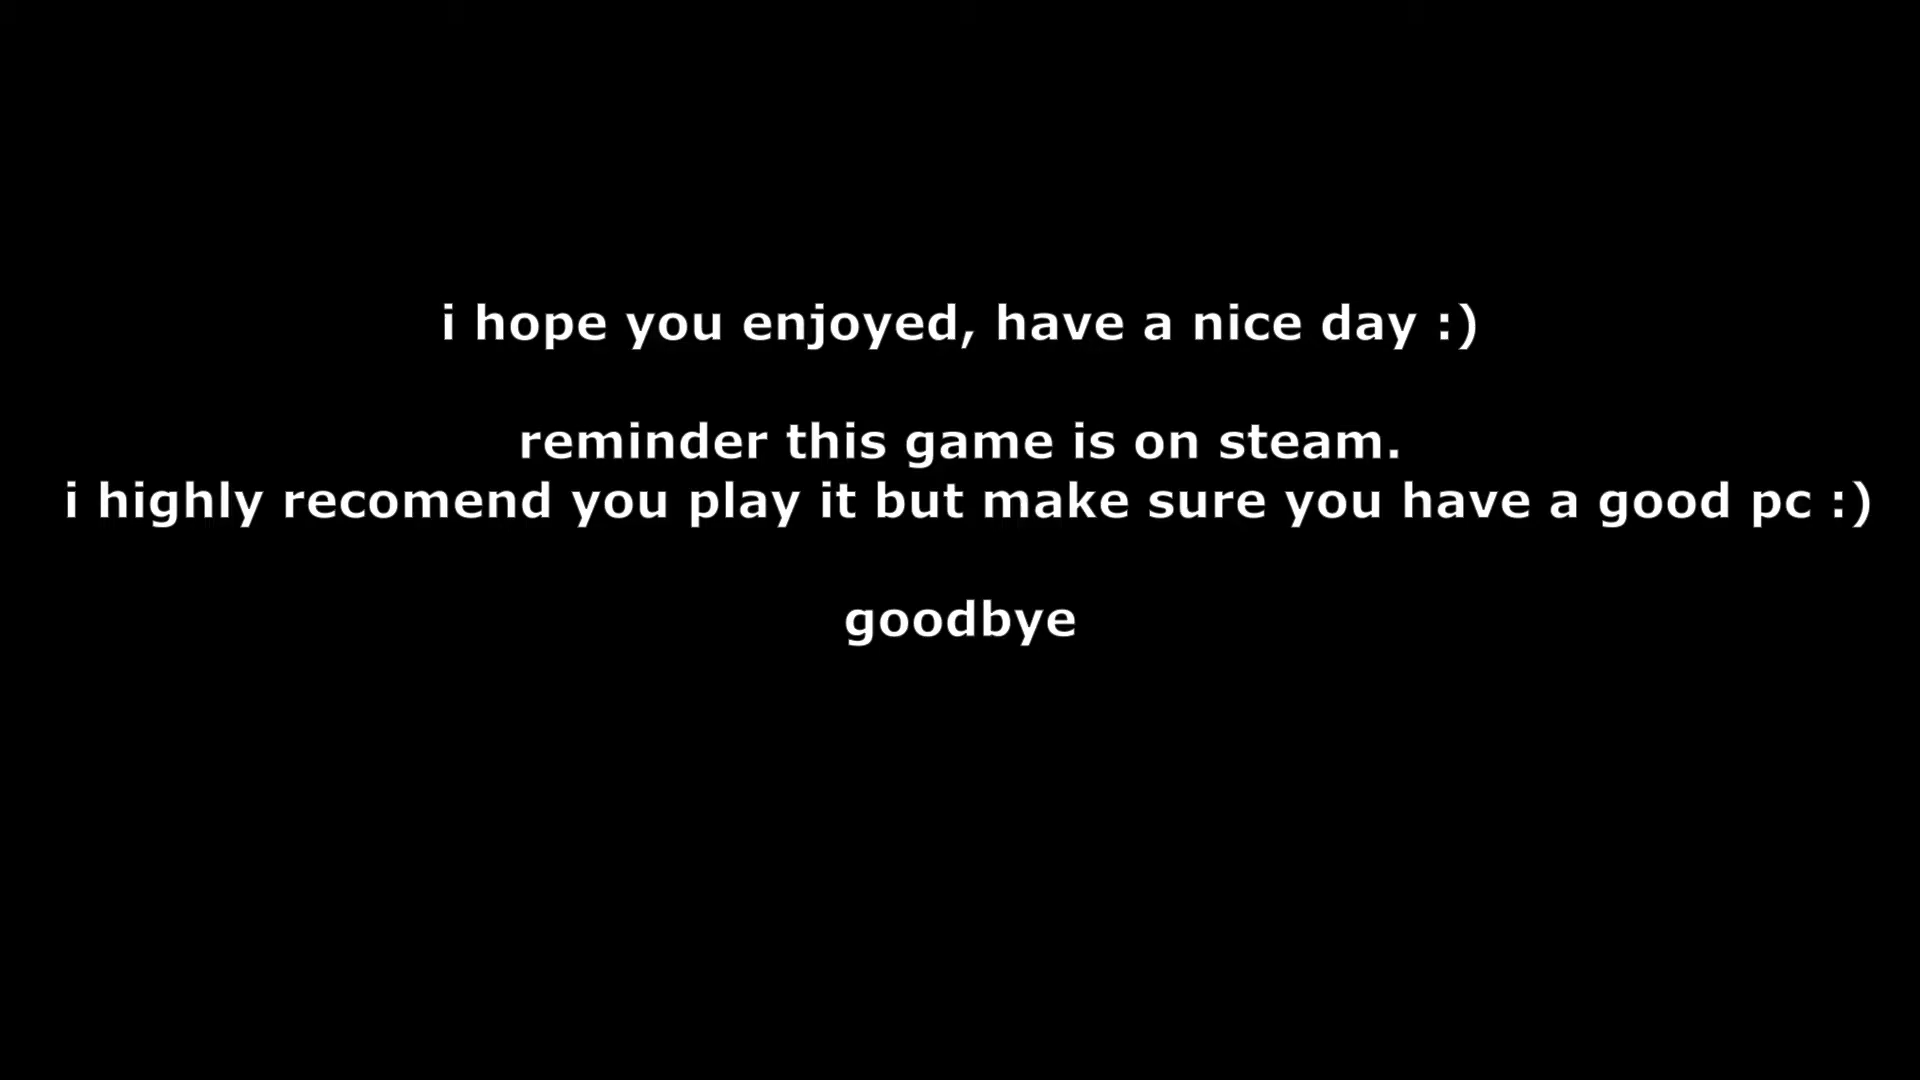 i hope you enjoyed, have a nice day :)
reminder this game is on steam.
i highly recomend you play it but make sure you have a good pc :)
goodbye